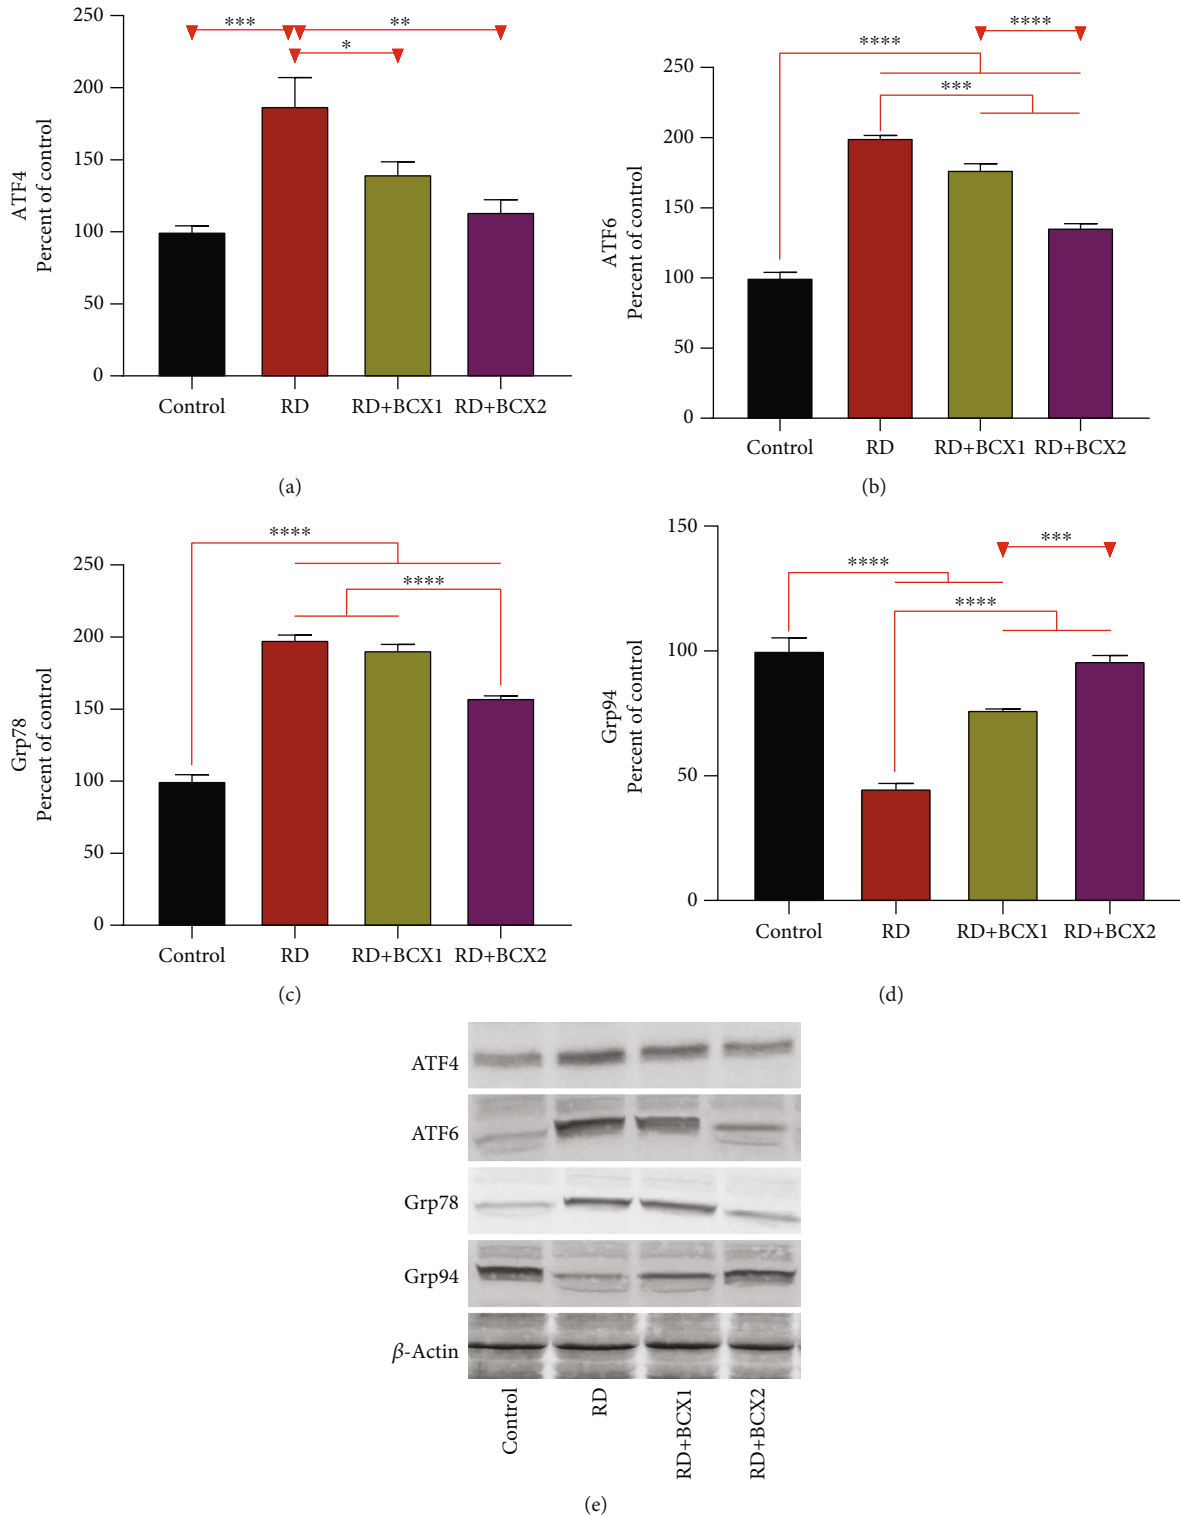 250
200
150
100
50
0
ATF4
Percent of control
***
**
*
Control RD RD+BCX1 RD+BCX2
(a)
250
200
150
100
50
0
ATF6
Percent of control
****
****
***
Control RD RD+BCX1 RD+BCX2
(b)
250
200
150
100
50
0
Grp78
Percent of control
****
****
Control RD RD+BCX1 RD+BCX2
(c)
150
100
50
0
Grp94
Percent of control
***
****
****
Control RD RD+BCX1 RD+BCX2
(d)
ATF4
ATF6
Grp78
Grp94
β-Actin
Control
RD
RD+BCX1
RD+BCX2
(e)